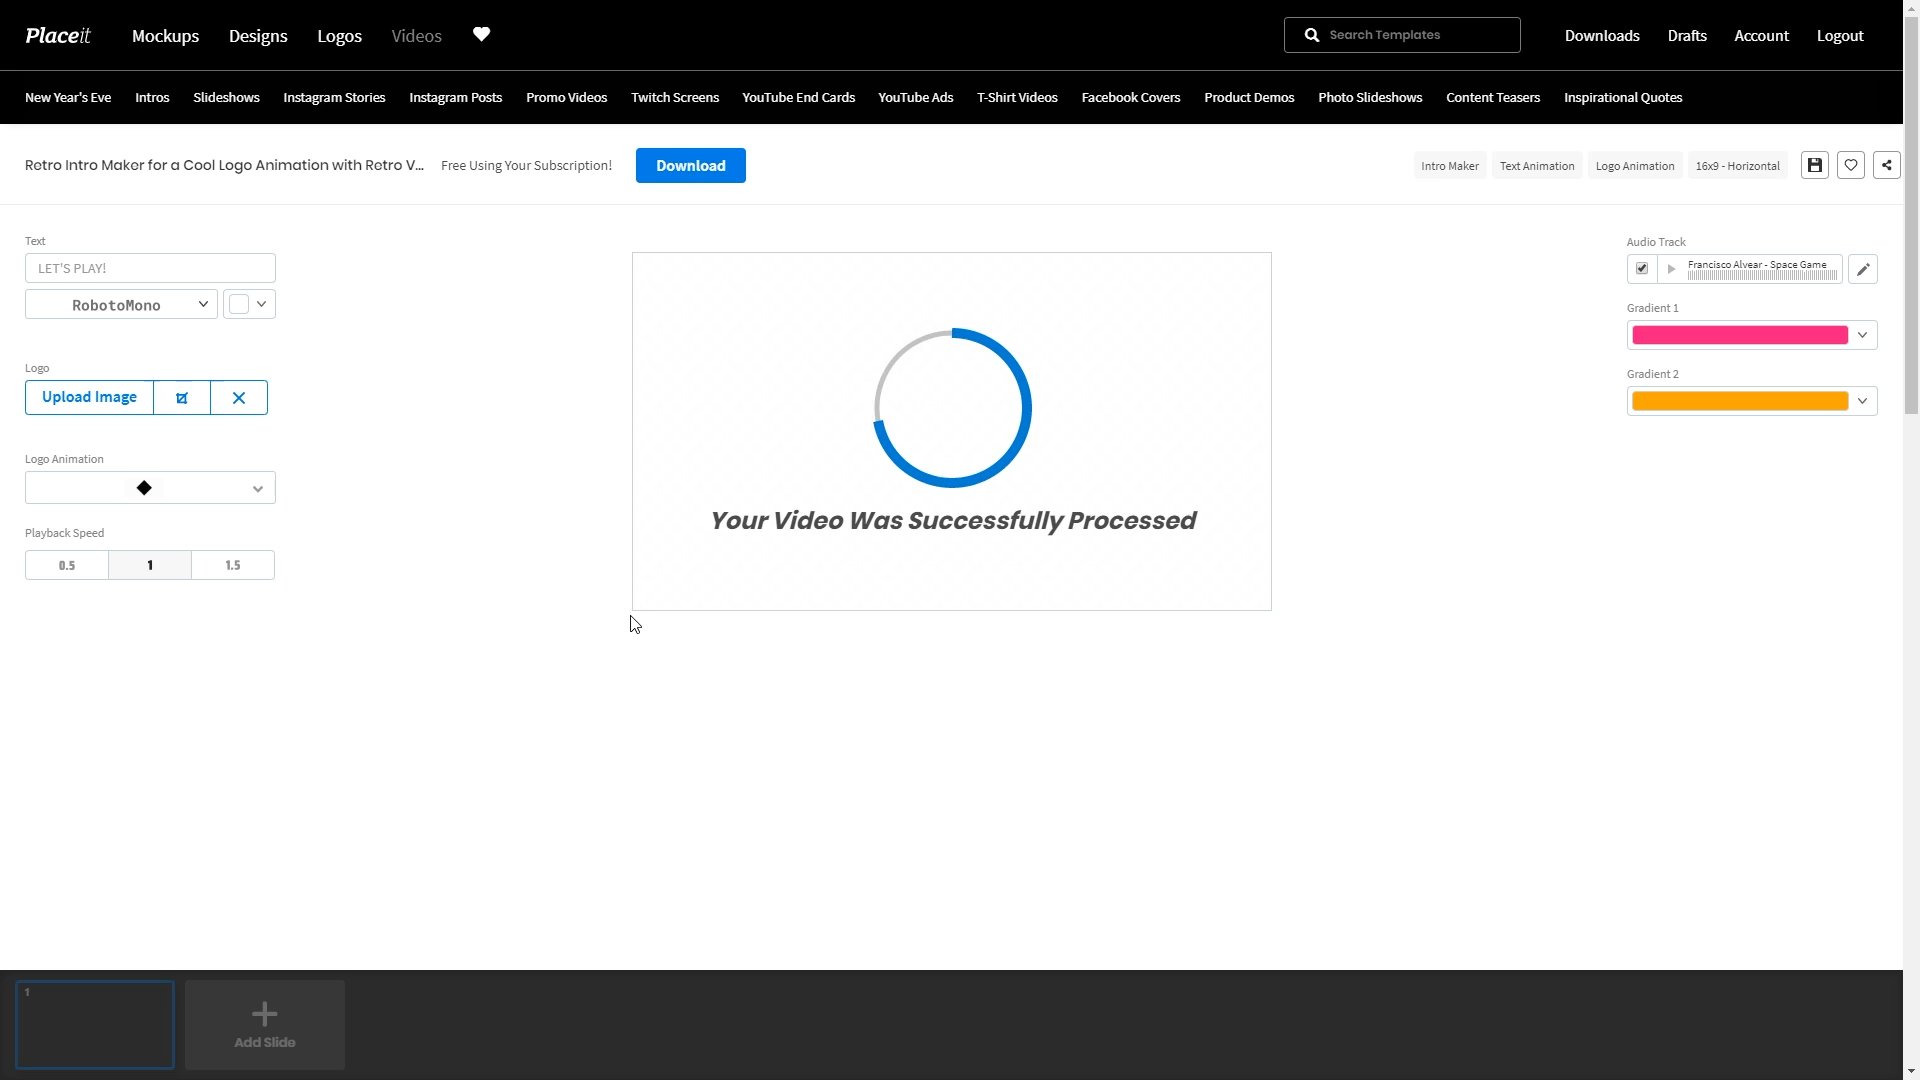 Placeit Mockups Designs Logos Videos Search Templates Downloads Drafts Account Logout
New Year's Eve Intros Slideshows Instagram Stories Instagram Posts Promo Videos Twitch Screens YouTube End Cards YouTube Ads T-Shirt Videos Facebook Covers Product Demos Photo Slideshows Content Teasers Inspirational Quotes
Retro Intro Maker for a Cool Logo Animation with Retro V... Free Using Your Subscription! Download Intro Maker Text Animation Logo Animation 16x9 - Horizontal
Text
LET'S PLAY!
RobotoMono
Logo
Upload Image
Logo Animation
Playback Speed
0.5 1 1.5
Your Video Was Successfully Processed
Audio Track
Francisco Alvear - Space Game
Gradient 1
Gradient 2
1
Add Slide